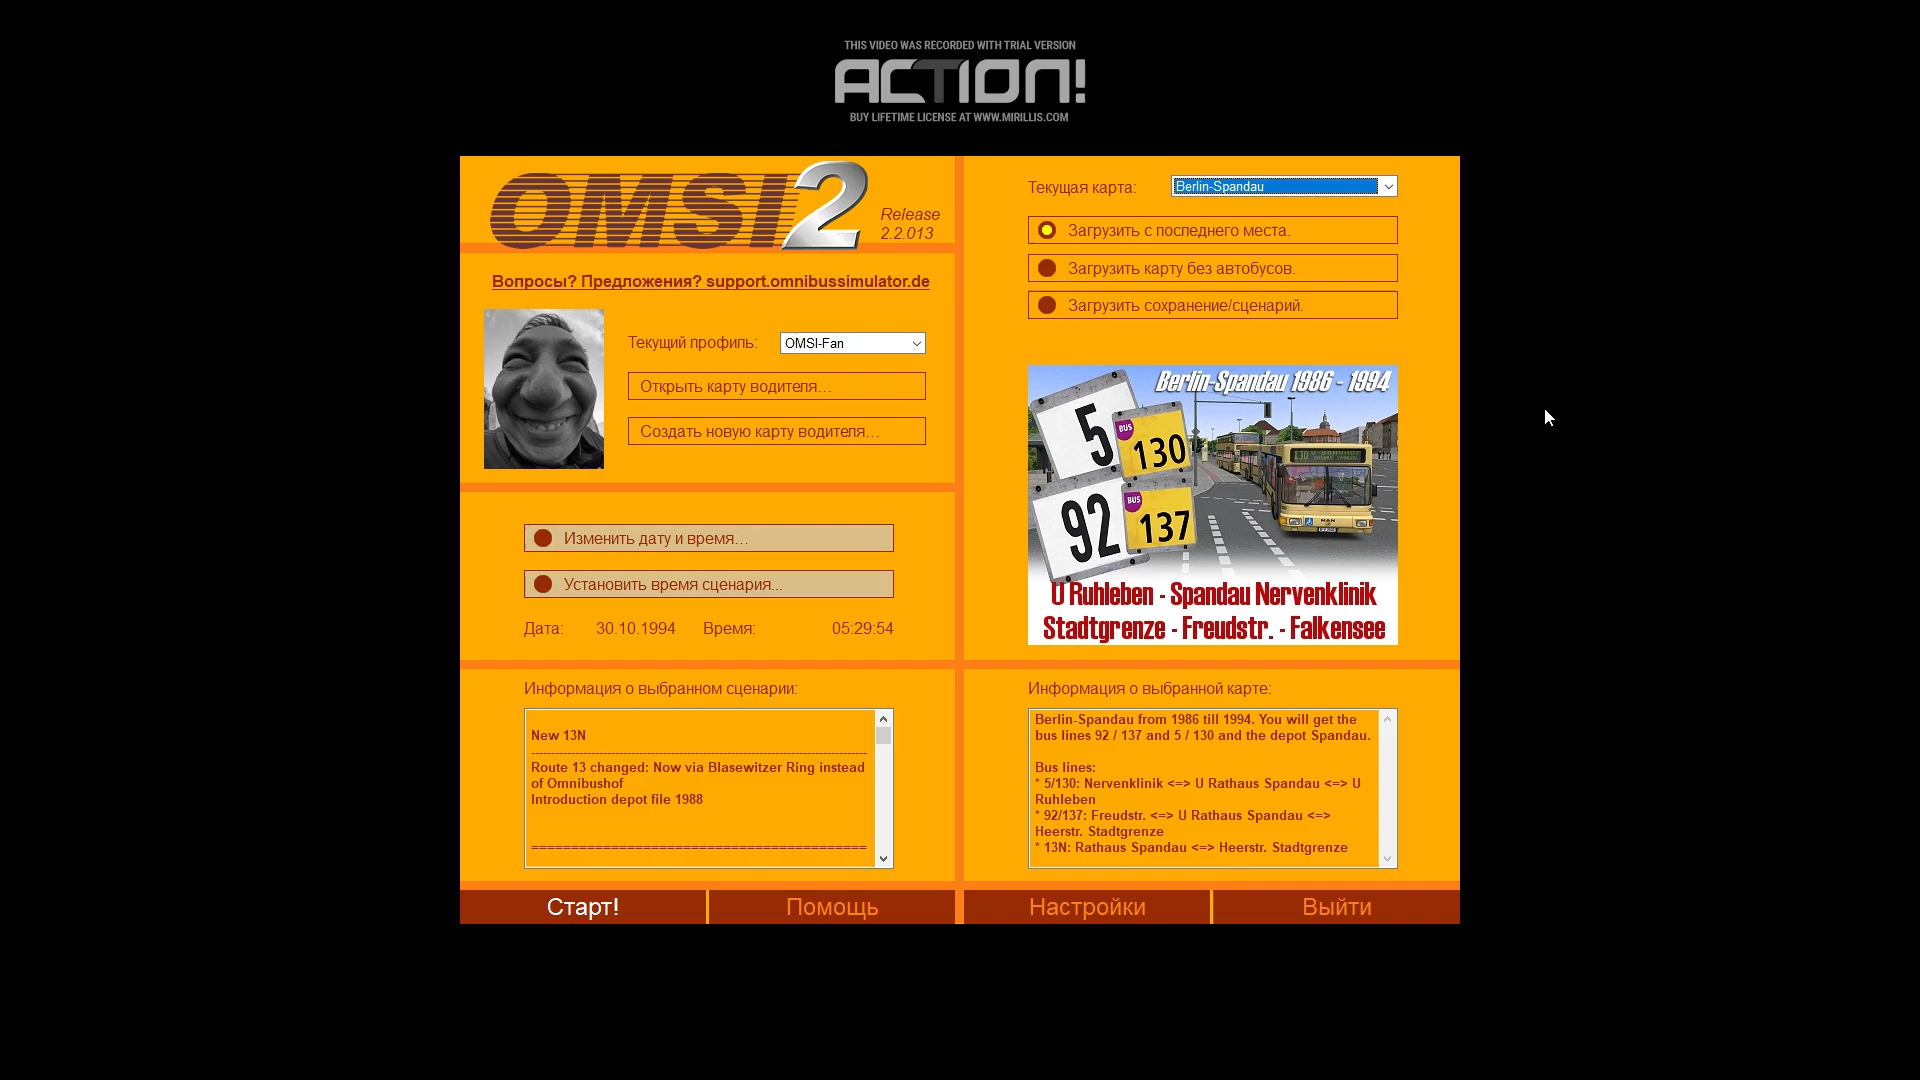 THIS VIDEO WAS RECORDED WITH TRIAL VERSION
ACTION!
BUY LIFETIME LICENSE AT WWW.MIRILLIS.COM
OMSI2
Release
2.2.013
Вопросы? Предложения? support.omnibussimulator.de
Текущий профиль:
OMSI-Fan
Открыть карту водителя...
Создать новую карту водителя...
Изменить дату и время...
Установить время сценария...
Дата: 30.10.1994 Время: 05:29:54
Информация о выбранном сценарии:
New 13N
Route 13 changed: Now via Blasewitzer Ring instead
of Omnibushof
Introduction depot file 1988
==========================================
Текущая карта:
Berlin-Spandau
Загрузить с последнего места.
Загрузить карту без автобусов.
Загрузить сохранение/сценарий.
Berlin-Spandau 1986 - 1994
5
BUS
130
92
BUS
137
130 U-BAHNHOF
RATHAUS SPANDAU
MAN
U Ruhleben - Spandau Nervenklinik
Stadtgrenze - Freudstr. - Falkensee
Информация о выбранной карте:
Berlin-Spandau from 1986 till 1994. You will get the
bus lines 92 / 137 and 5 / 130 and the depot Spandau.
Bus lines:
* 5/130: Nervenklinik <=> U Rathaus Spandau <=> U
Ruhleben
* 92/137: Freudstr. <=> U Rathaus Spandau <=>
Heerstr. Stadtgrenze
* 13N: Rathaus Spandau <=> Heerstr. Stadtgrenze
Старт!
Помощь
Настройки
Выйти